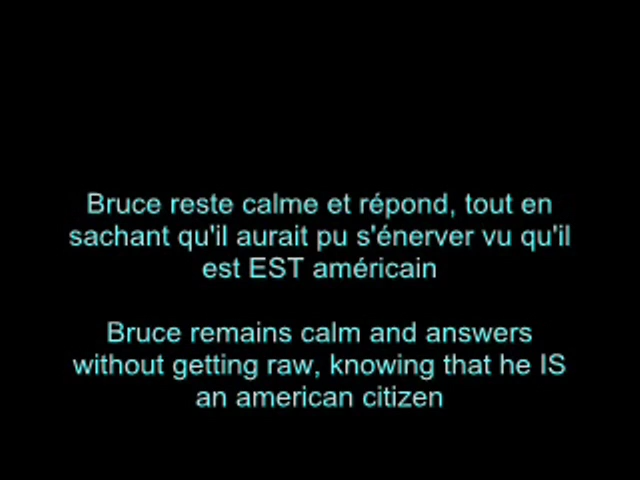 Bruce reste calme et répond, tout en
sachant qu'il aurait pu s'énerver vu qu'il
est EST américain
Bruce remains calm and answers
without getting raw, knowing that he IS
an american citizen